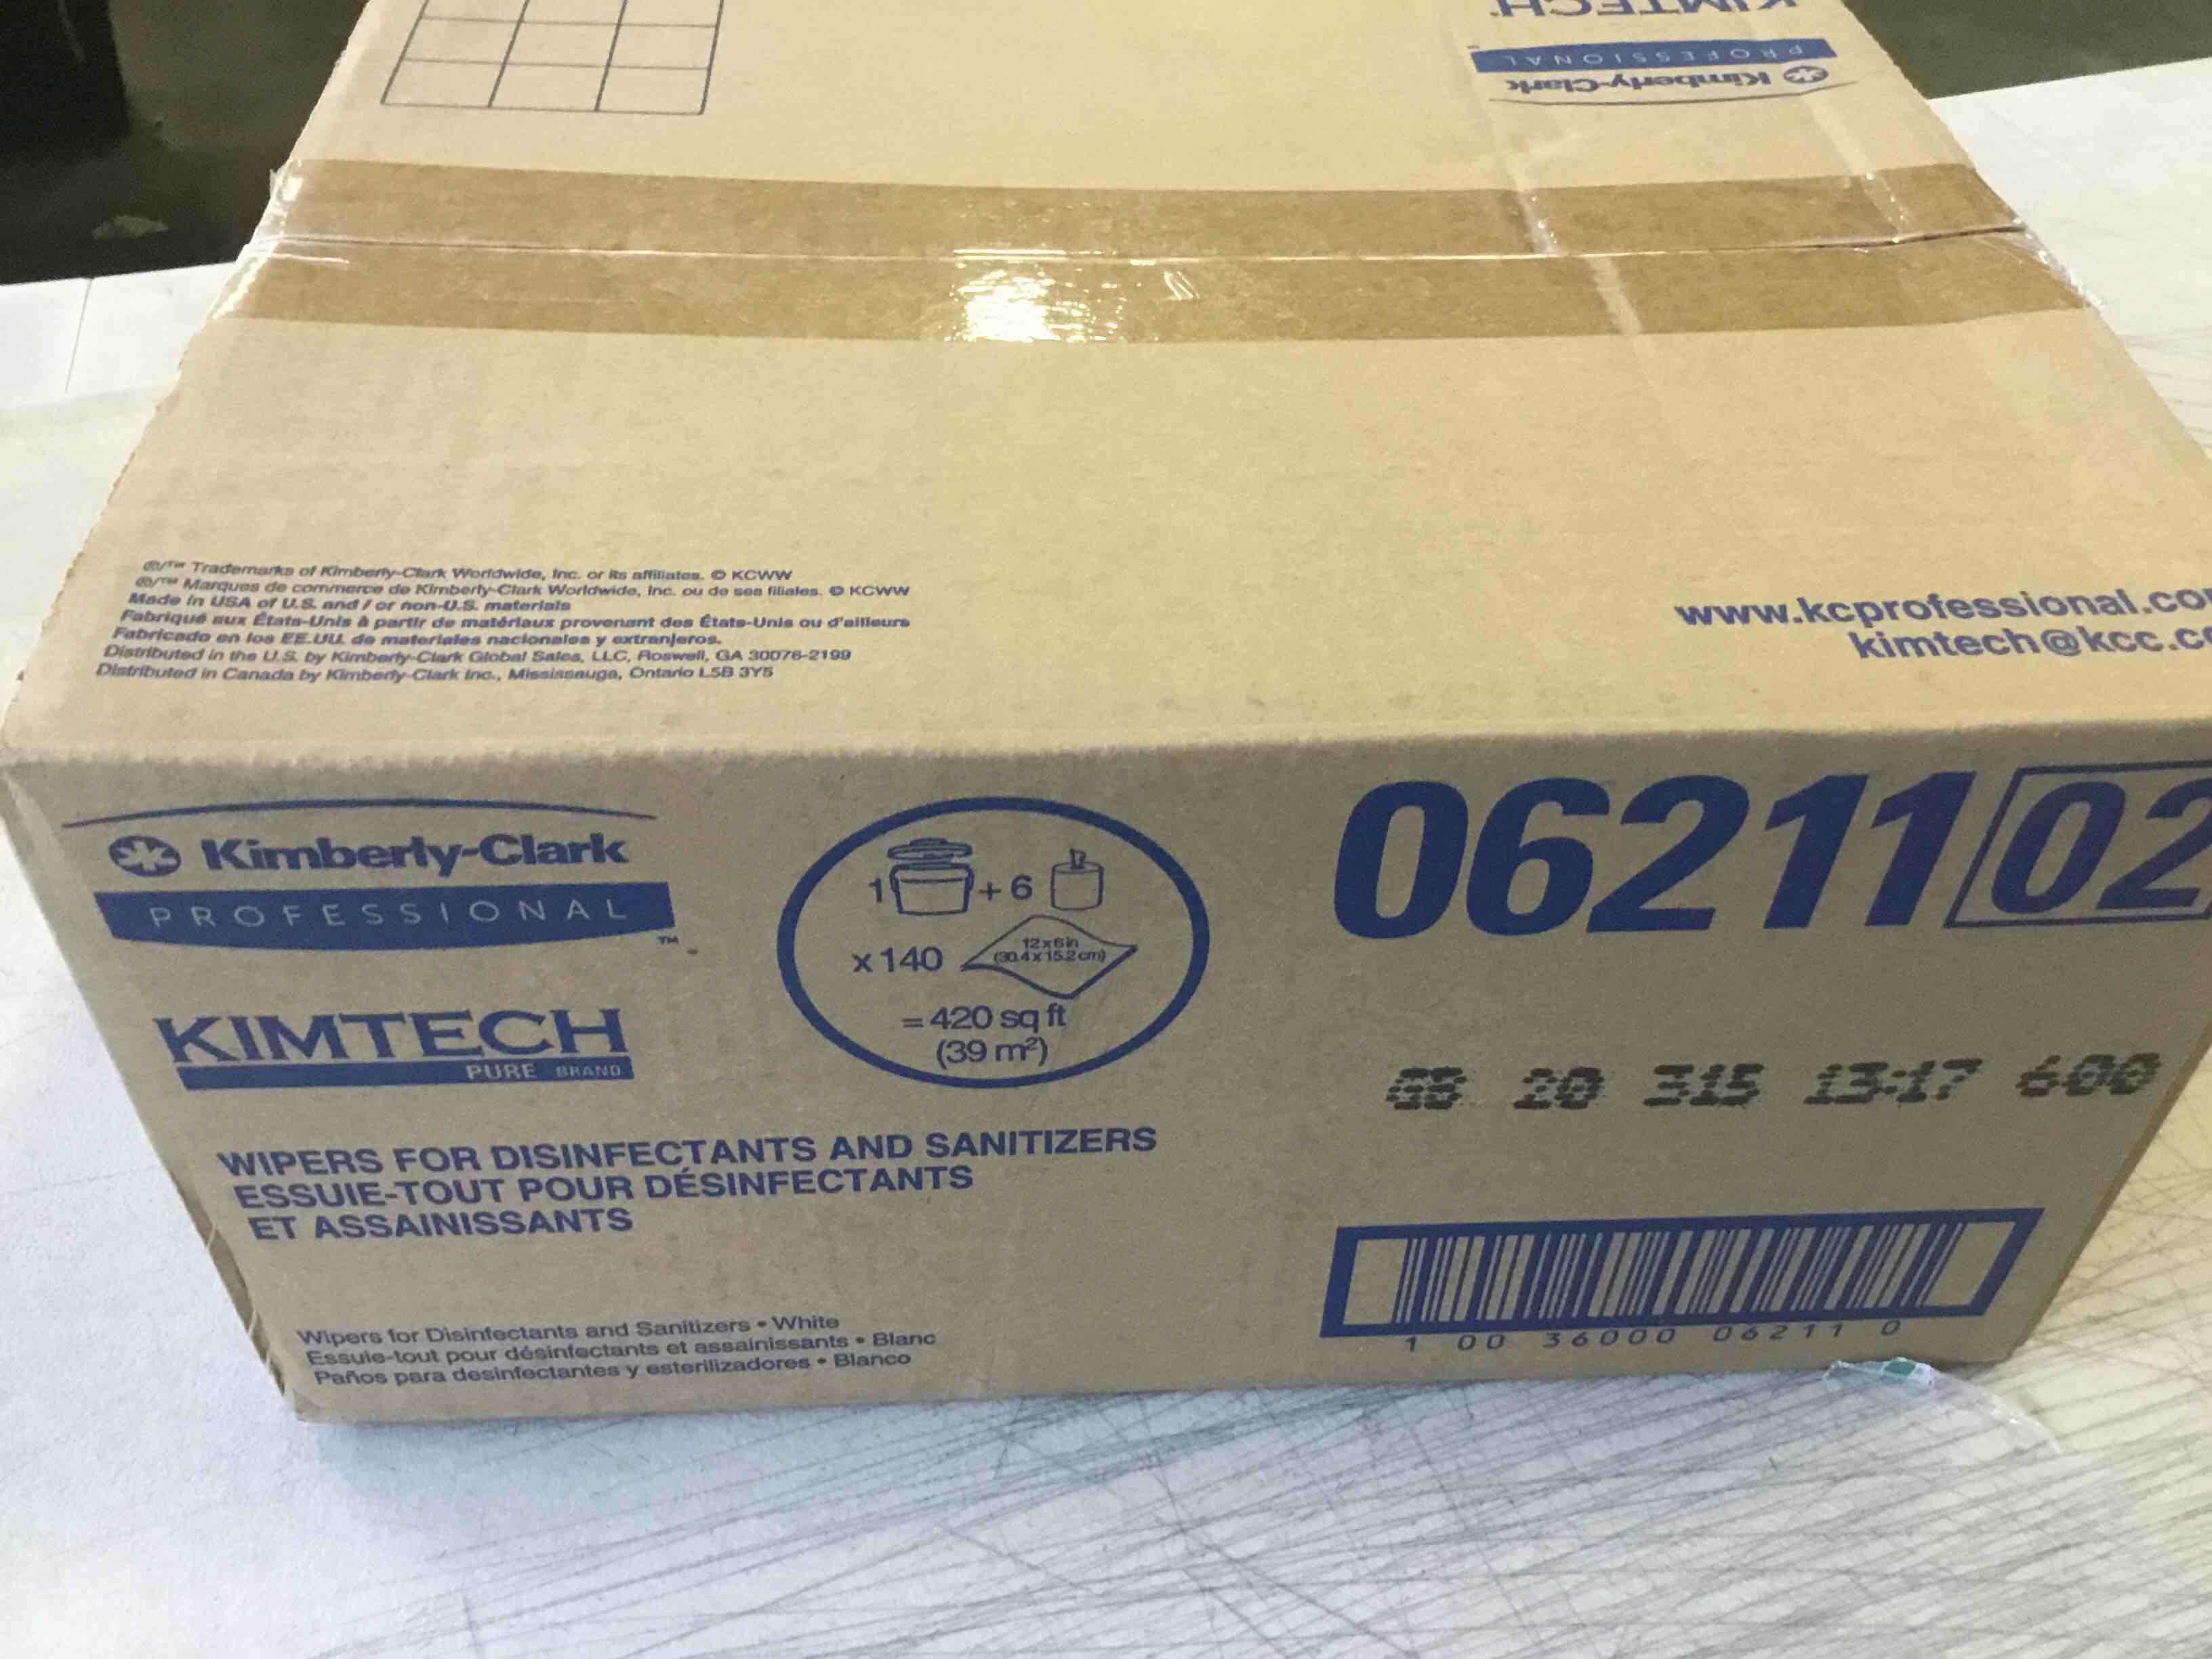 KIMTECH
PROFESSIONAL
Kimberly-Clark
®/™ Trademarks of Kimberly-Clark Worldwide, Inc. or its affiliates. © KCWW
®/™ Marques de commerce de Kimberly-Clark Worldwide, Inc. ou de ses filiales. © KCWW
Made in USA of U.S. and / or non-U.S. materials
Fabriqué aux États-Unis à partir de matériaux provenant des États-Unis ou d'ailleurs
Fabricado en los EE.UU. de materiales nacionales y extranjeros.
Distributed in the U.S. by Kimberly-Clark Global Sales, LLC, Roswell, GA 30076-2199
Distributed in Canada by Kimberly-Clark Inc., Mississauga, Ontario L5B 3Y5
www.kcprofessional.co
kimtech@kcc.c
Kimberly-Clark
PROFESSIONAL ™
KIMTECH
PURE BRAND
1 + 6
x 140 12 x 6 in
(30.4 x 15.2 cm)
= 420 sq ft
(39 m²)
06211 02
20 315 13:17 600
WIPERS FOR DISINFECTANTS AND SANITIZERS
ESSUIE-TOUT POUR DÉSINFECTANTS
ET ASSAINISSANTS
Wipers for Disinfectants and Sanitizers • White
Essuie-tout pour désinfectants et assainissants • Blanc
Paños para desinfectantes y esterilizadores • Blanco
1 00 36000 06211 0